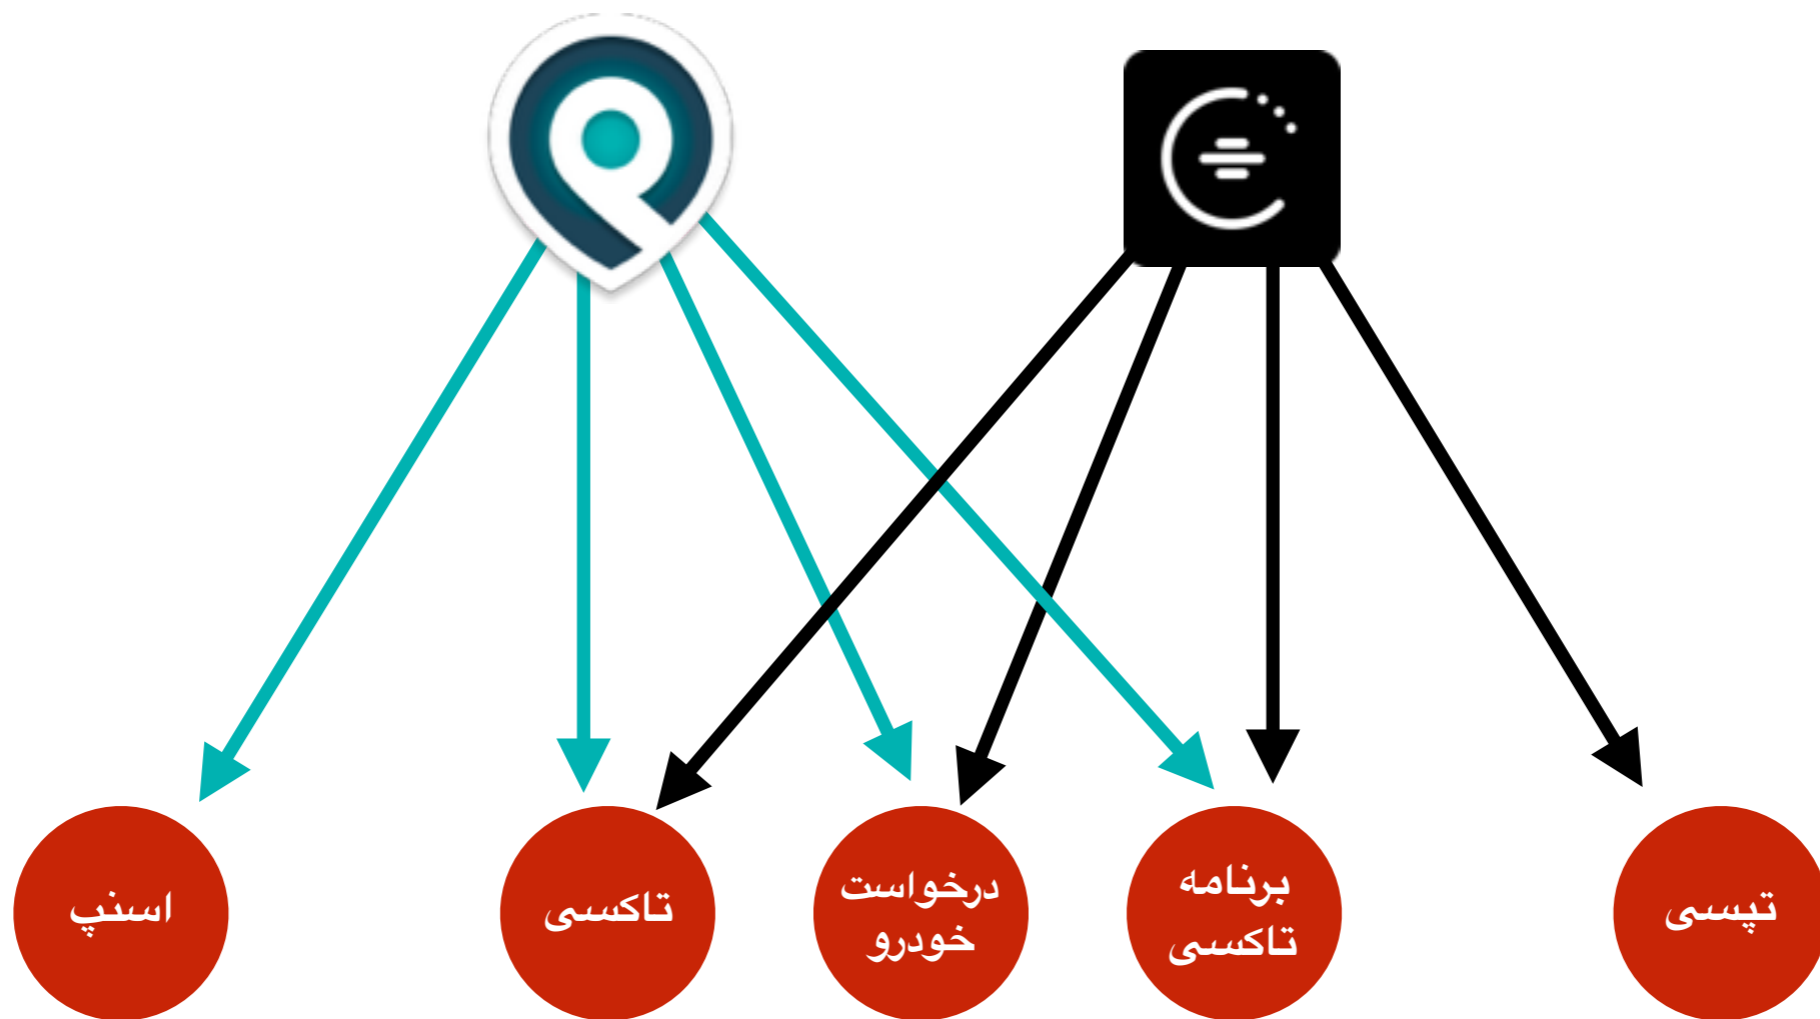 اسنپ
تاکسی
درخواست
خودرو
برنامه
تاکسی
تپسی